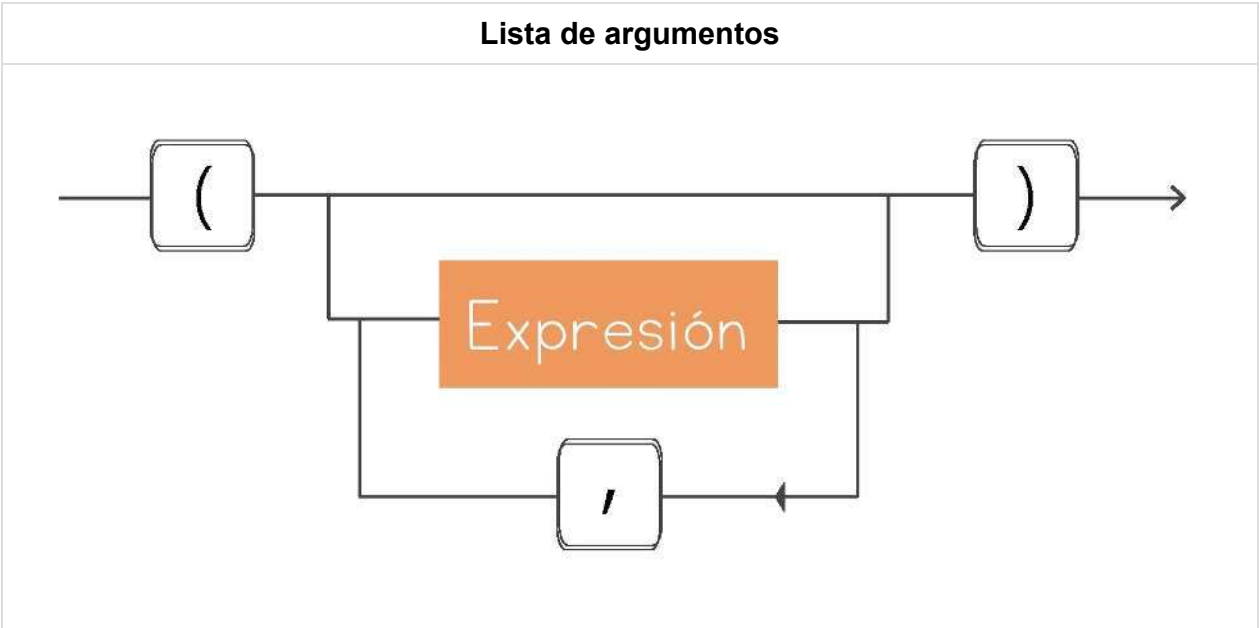 Lista de argumentos
( )
Expresión
,